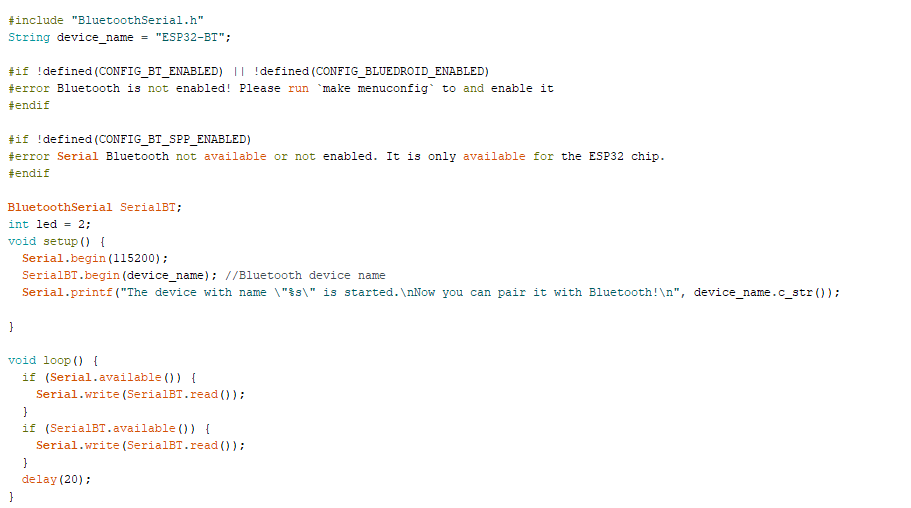 #include "BluetoothSerial.h"
String device_name = "ESP32-BT";

#if !defined(CONFIG_BT_ENABLED) || !defined(CONFIG_BLUEDROID_ENABLED)
#error Bluetooth is not enabled! Please run `make menuconfig` to and enable it
#endif

#if !defined(CONFIG_BT_SPP_ENABLED)
#error Serial Bluetooth not available or not enabled. It is only available for the ESP32 chip.
#endif

BluetoothSerial SerialBT;
int led = 2;
void setup() {
  Serial.begin(115200);
  SerialBT.begin(device_name); //Bluetooth device name
  Serial.printf("The device with name \"%s\" is started.\nNow you can pair it with Bluetooth!\n", device_name.c_str());

}

void loop() {
  if (Serial.available()) {
    Serial.write(SerialBT.read());
  }
  if (SerialBT.available()) {
    Serial.write(SerialBT.read());
  }
  delay(20);
}